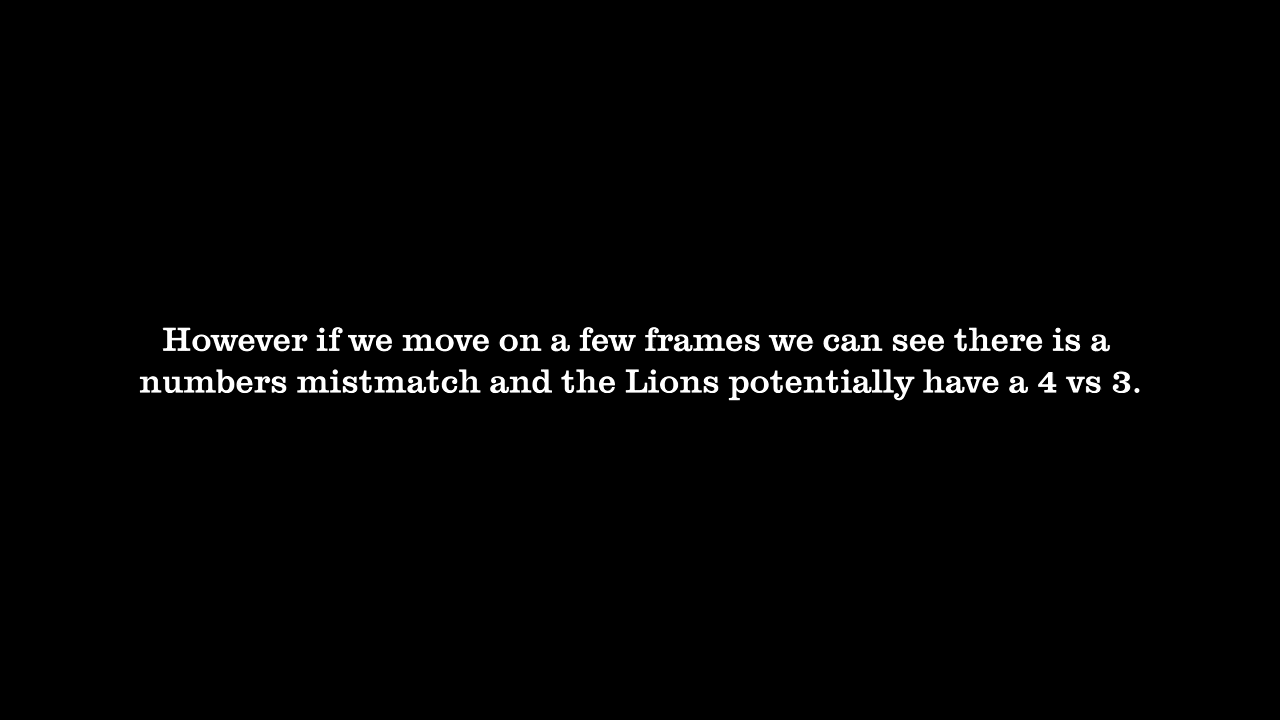 However if we move on a few frames we can see there is a
numbers mistmatch and the Lions potentially have a 4 vs 3.